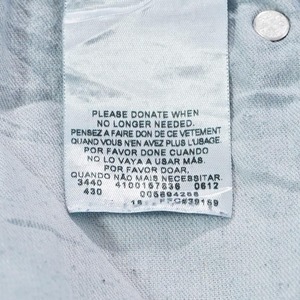 PLEASE DONATE WHEN
NO LONGER NEEDED.
PENSEZ A FAIRE DON DE CE VETEMENT
QUAND VOUS N'EN AVEZ PLUS L'USAGE.
POR FAVOR DONE CUANDO
NO LO VAYA A USAR MÁS.
POR FAVOR DOAR,
QUANDO NÃO MAIS NECESSITAR.
3440 4100167836 0612
430